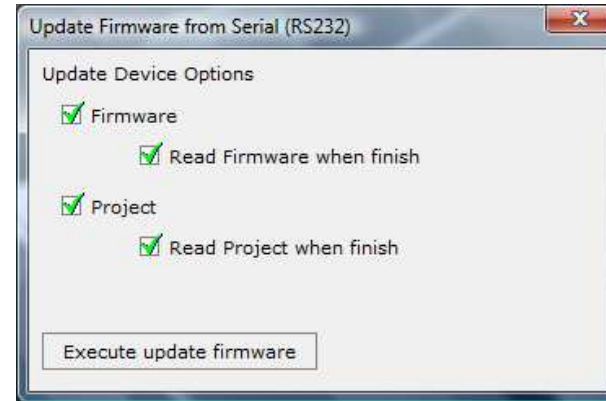 Update Firmware from Serial (RS232)
Update Device Options
Firmware
Read Firmware when finish
Project
Read Project when finish
Execute update firmware